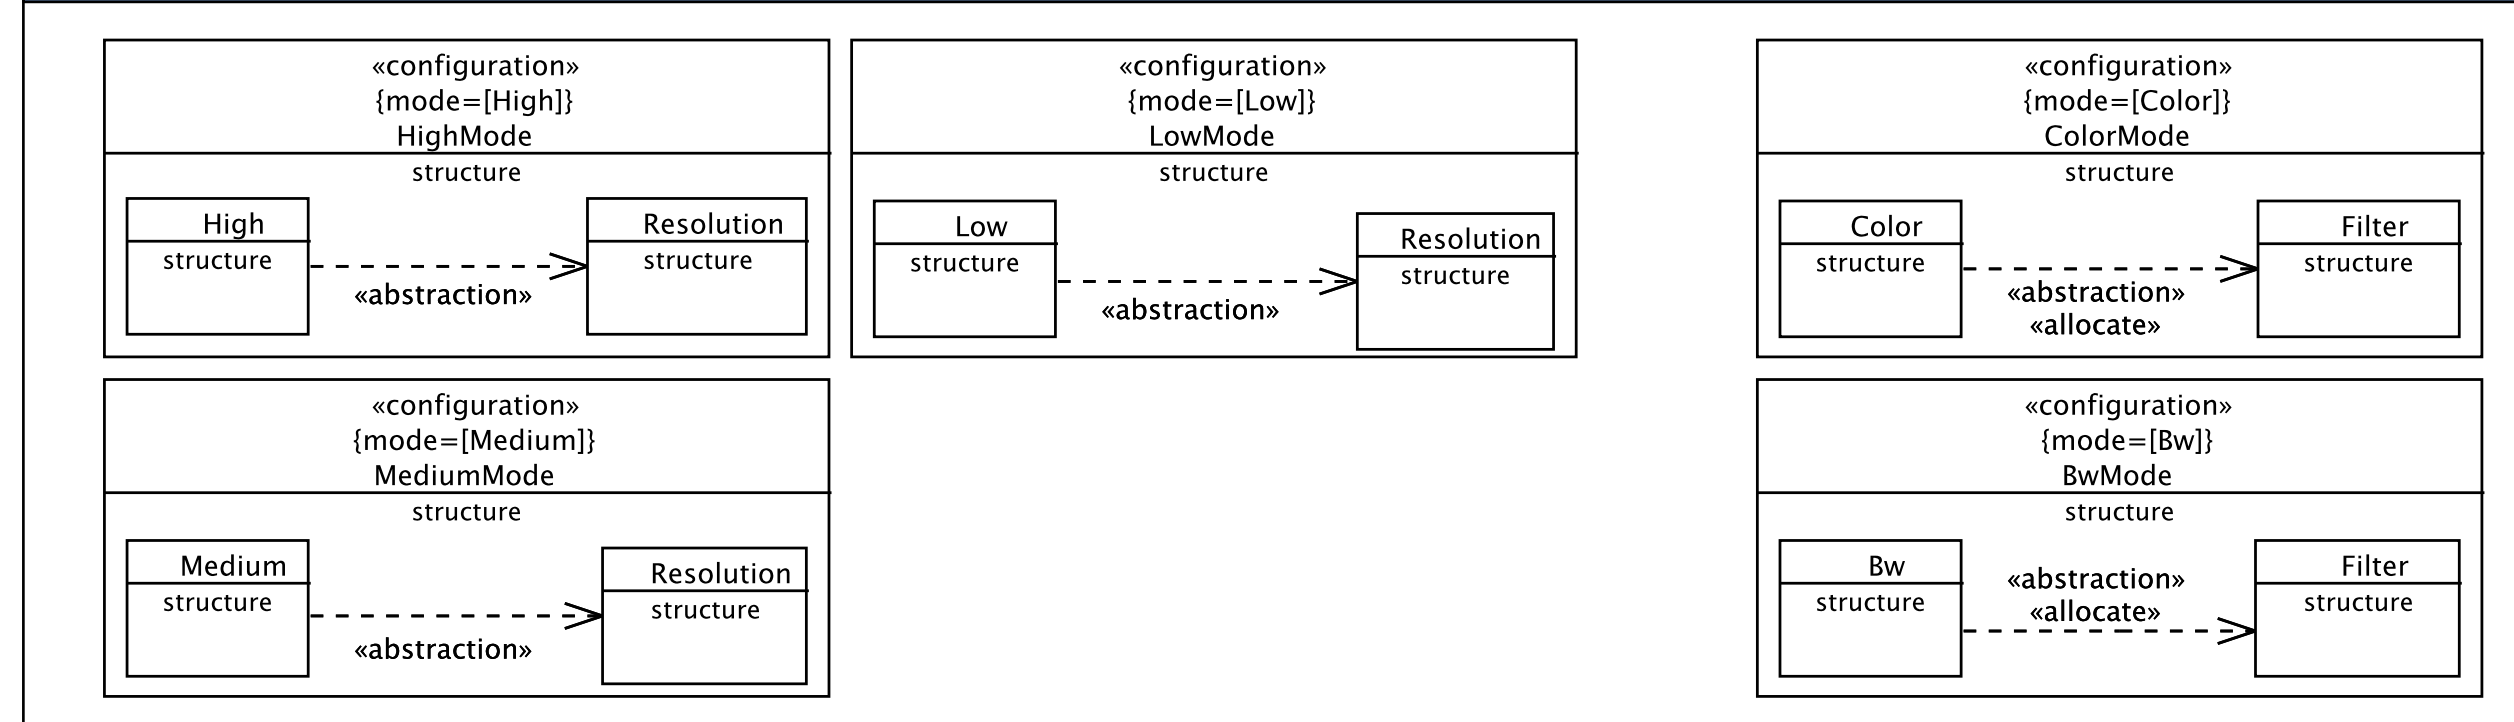 «configuration»
{mode=[High]}
HighMode
structure
High
structure
«abstraction»
Resolution
structure
«configuration»
{mode=[Low]}
LowMode
structure
Low
structure
«abstraction»
Resolution
structure
«configuration»
{mode=[Color]}
ColorMode
structure
Color
structure
«abstraction»
«allocate»
Filter
structure
«configuration»
{mode=[Medium]}
MediumMode
structure
Medium
structure
«abstraction»
Resolution
structure
«configuration»
{mode=[Bw]}
BwMode
structure
Bw
structure
«abstraction»
«allocate»
Filter
structure